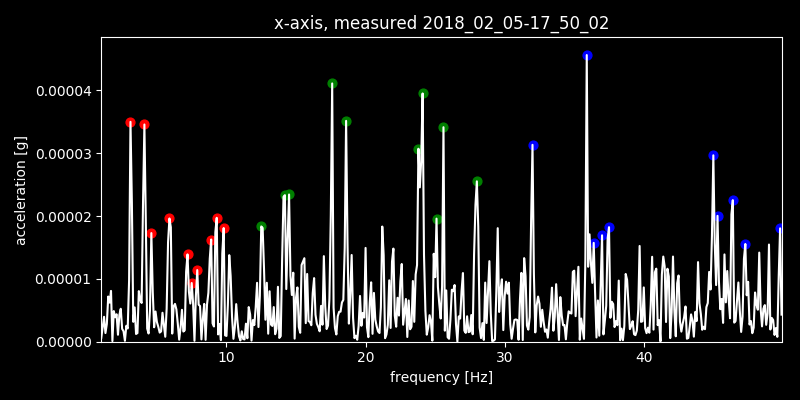 x-axis, measured 2018_02_05-17_50_02
acceleration [g]
0.00004
0.00003
0.00002
0.00001
0.00000
10 20 30 40
frequency [Hz]